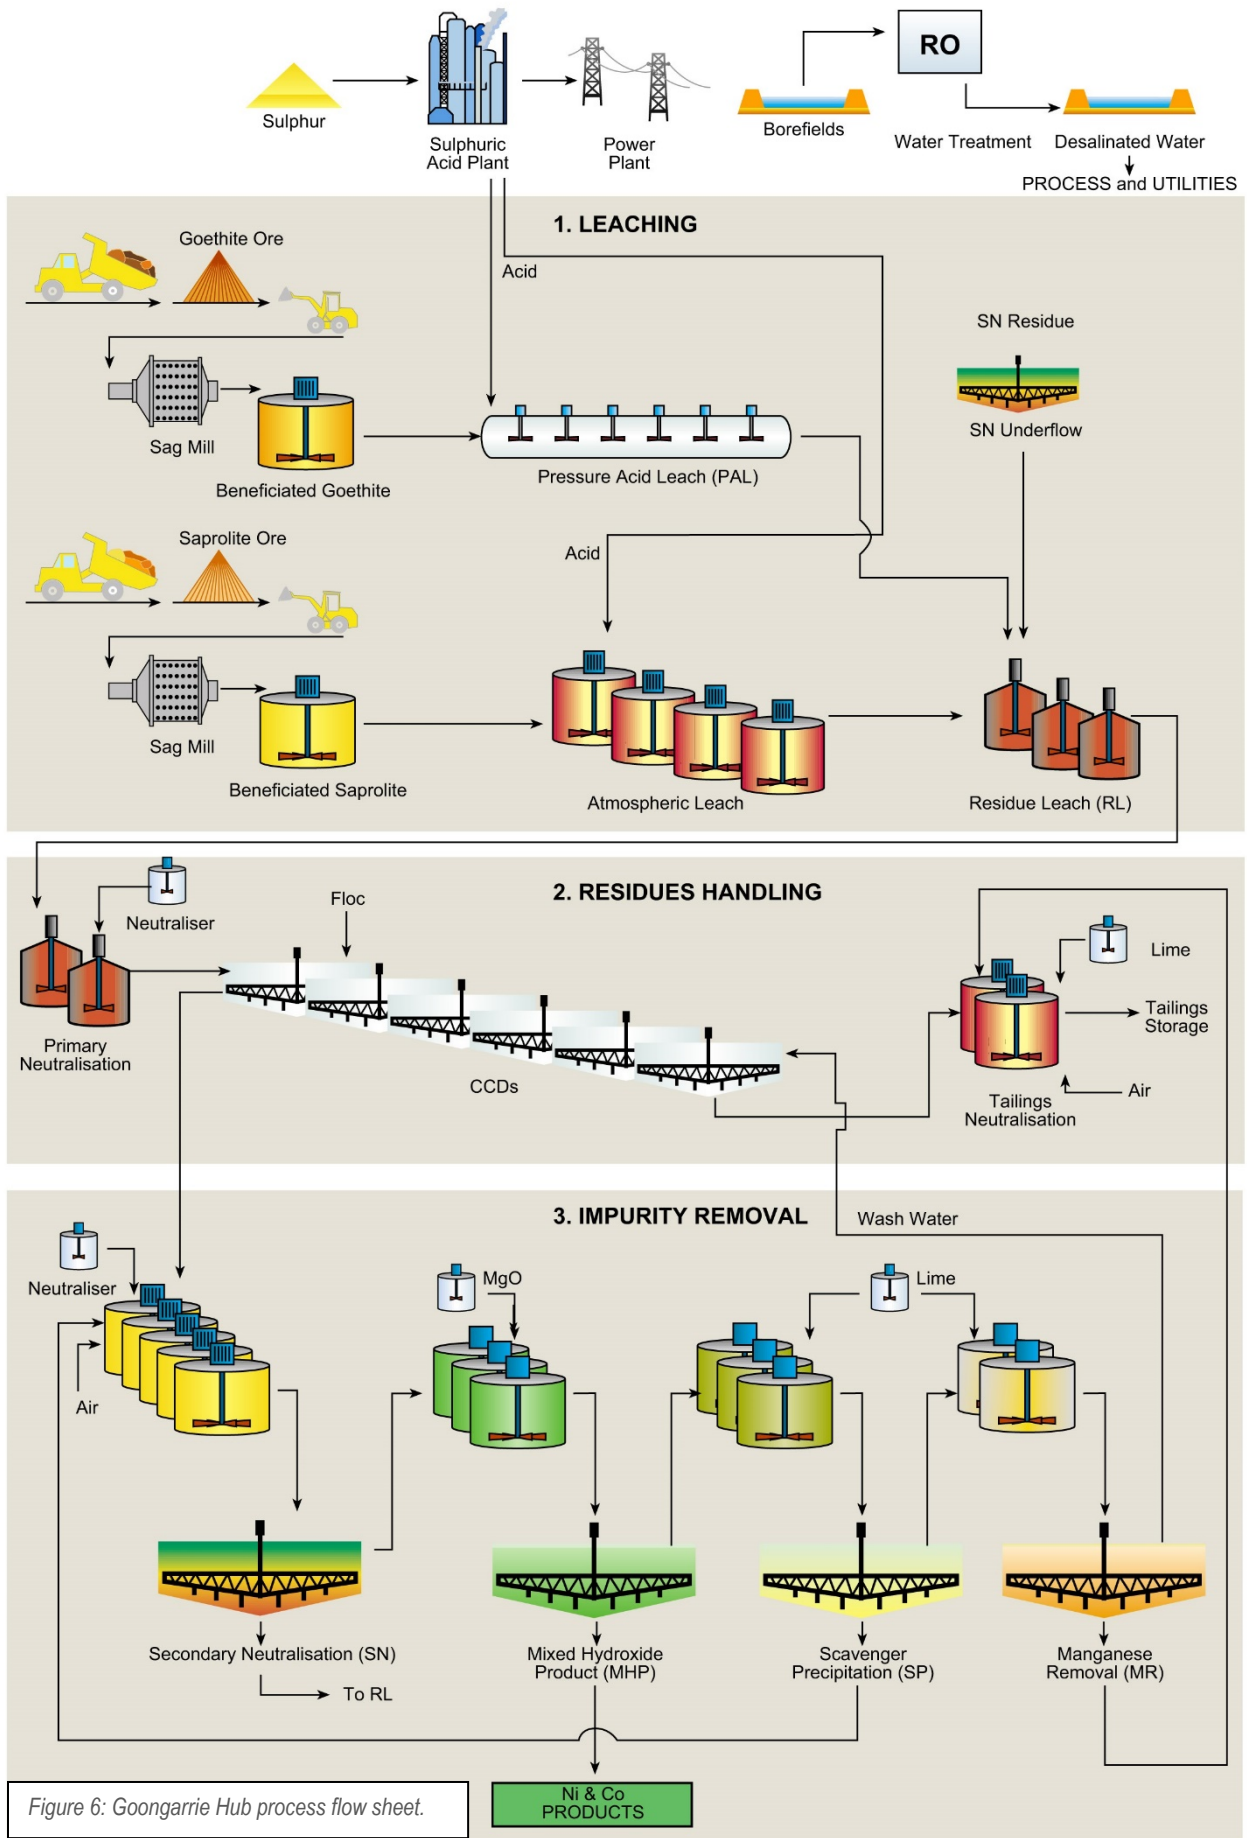 RO
Sulphur
Sulphuric
Acid Plant
Power
Plant
Borefields
Water Treatment
Desalinated Water
PROCESS and UTILITIES
1. LEACHING
Goethite Ore
Acid
SN Residue
SN Underflow
Sag Mill
Beneficiated Goethite
Pressure Acid Leach (PAL)
Saprolite Ore
Acid
Sag Mill
Beneficiated Saprolite
Atmospheric Leach
Residue Leach (RL)
2. RESIDUES HANDLING
Neutraliser
Floc
Lime
Tailings
Storage
Primary
Neutralisation
CCDs
Air
Tailings
Neutralisation
3. IMPURITY REMOVAL
Wash Water
Neutraliser
MgO
Lime
Air
Secondary Neutralisation (SN)
To RL
Mixed Hydroxide
Product (MHP)
Scavenger
Precipitation (SP)
Manganese
Removal (MR)
Ni & Co
PRODUCTS
Figure 6: Goongarrie Hub process flow sheet.